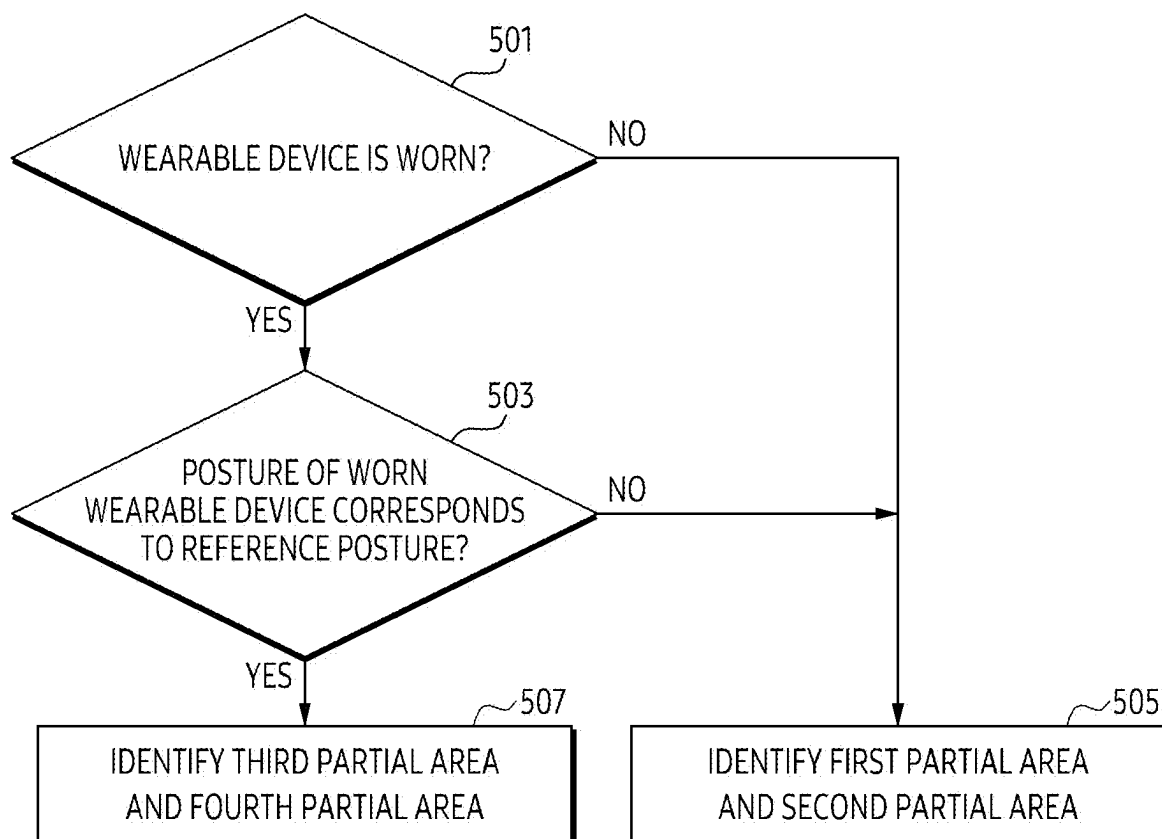 501
WEARABLE DEVICE IS WORN?
NO
YES
503
POSTURE OF WORN
WEARABLE DEVICE CORRESPONDS
TO REFERENCE POSTURE?
NO
YES
507
IDENTIFY THIRD PARTIAL AREA
AND FOURTH PARTIAL AREA
505
IDENTIFY FIRST PARTIAL AREA
AND SECOND PARTIAL AREA